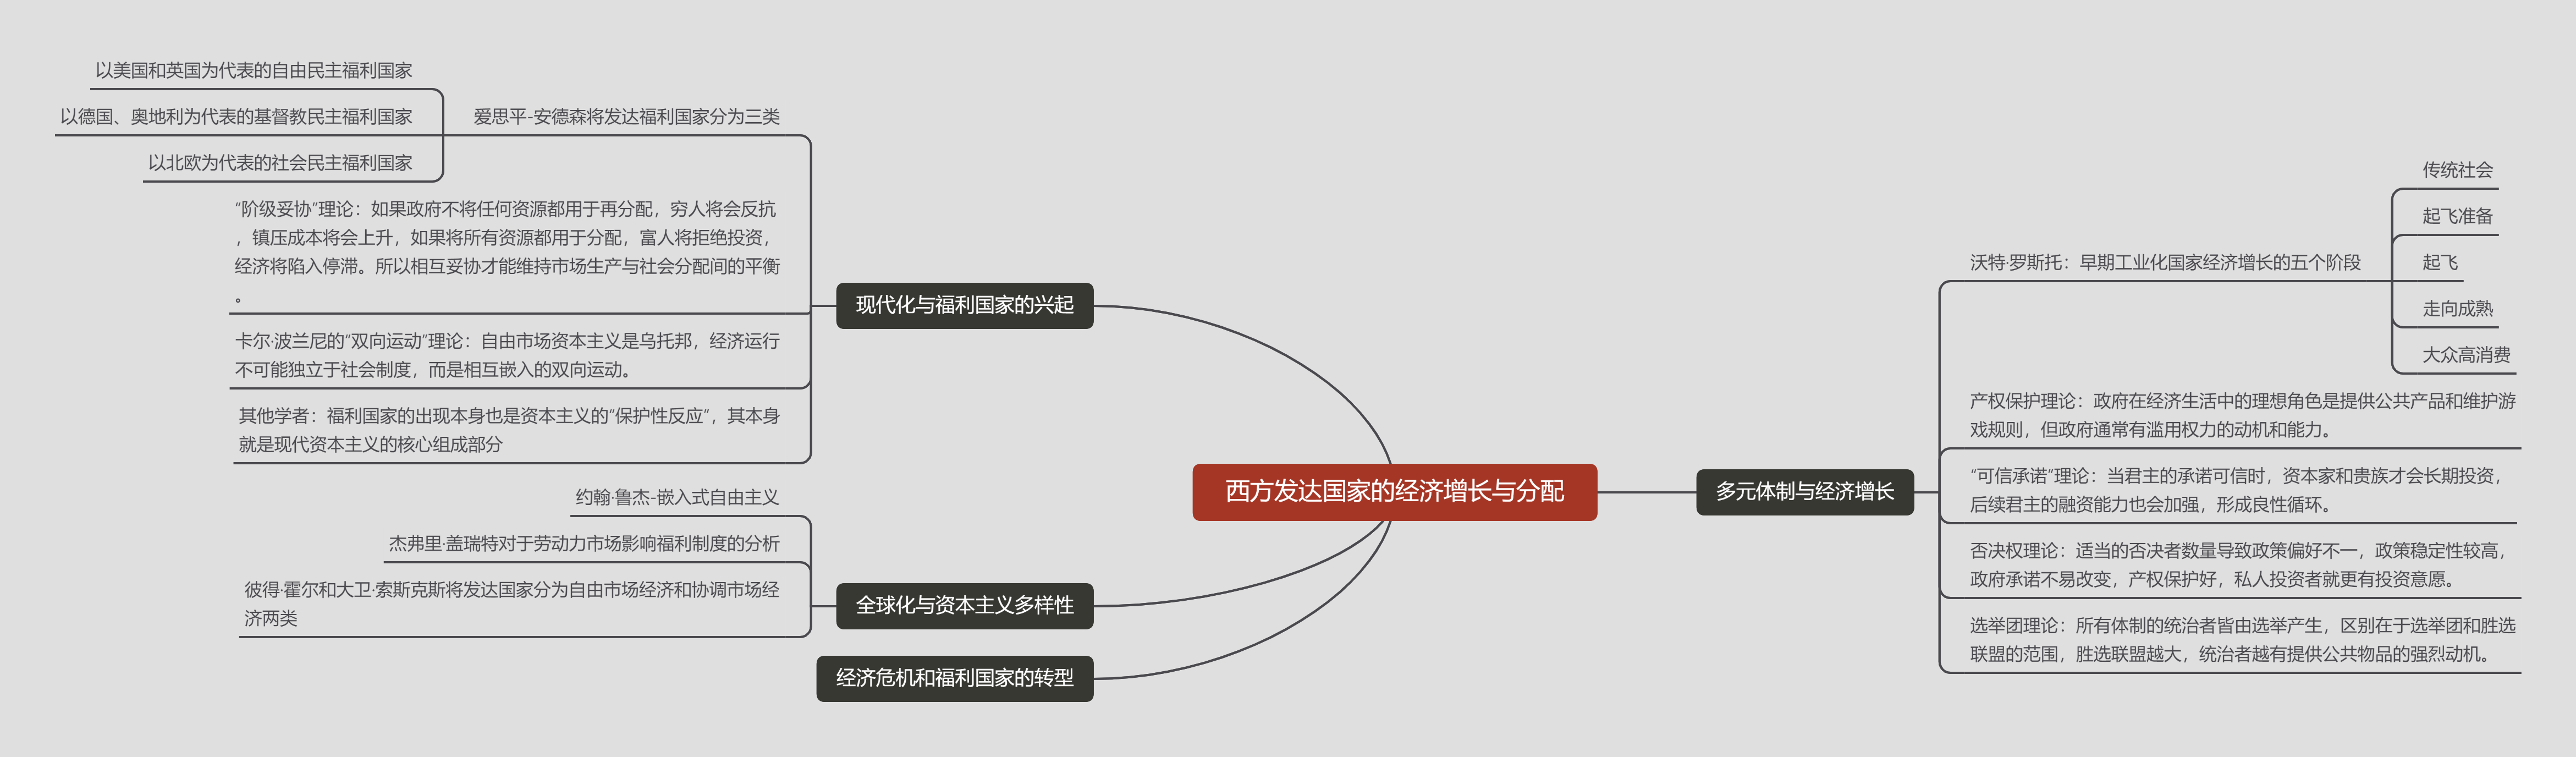 西方发达国家的经济增长与分配
多元体制与经济增长
沃特·罗斯托：早期工业化国家经济增长的五个阶段
传统社会
起飞准备
起飞
走向成熟
大众高消费
产权保护理论：政府在经济生活中的理想角色是提供公共产品和维护游
戏规则，但政府通常有滥用权力的动机和能力。
“可信承诺”理论：当君主的承诺可信时，资本家和贵族才会长期投资，
后续君主的融资能力也会加强，形成良性循环。
否决权理论：适当的否决者数量导致政策偏好不一，政策稳定性较高，
政府承诺不易改变，产权保护好，私人投资者就更有投资意愿。
选举团理论：所有体制的统治者皆由选举产生，区别在于选举团和胜选
联盟的范围，胜选联盟越大，统治者越有提供公共物品的强烈动机。
现代化与福利国家的兴起
爱思平-安德森将发达福利国家分为三类
以美国和英国为代表的自由民主福利国家
以德国、奥地利为代表的基督教民主福利国家
以北欧为代表的社会民主福利国家
“阶级妥协”理论：如果政府不将任何资源都用于再分配，穷人将会反抗
，镇压成本将会上升，如果将所有资源都用于分配，富人将拒绝投资，
经济将陷入停滞。所以相互妥协才能维持市场生产与社会分配间的平衡
。
卡尔·波兰尼的“双向运动”理论：自由市场资本主义是乌托邦，经济运行
不可能独立于社会制度，而是相互嵌入的双向运动。
其他学者：福利国家的出现本身也是资本主义的“保护性反应”，其本身
就是现代资本主义的核心组成部分
全球化与资本主义多样性
约翰·鲁杰-嵌入式自由主义
杰弗里·盖瑞特对于劳动力市场影响福利制度的分析
彼得·霍尔和大卫·索斯克斯将发达国家分为自由市场经济和协调市场经
济两类
经济危机和福利国家的转型